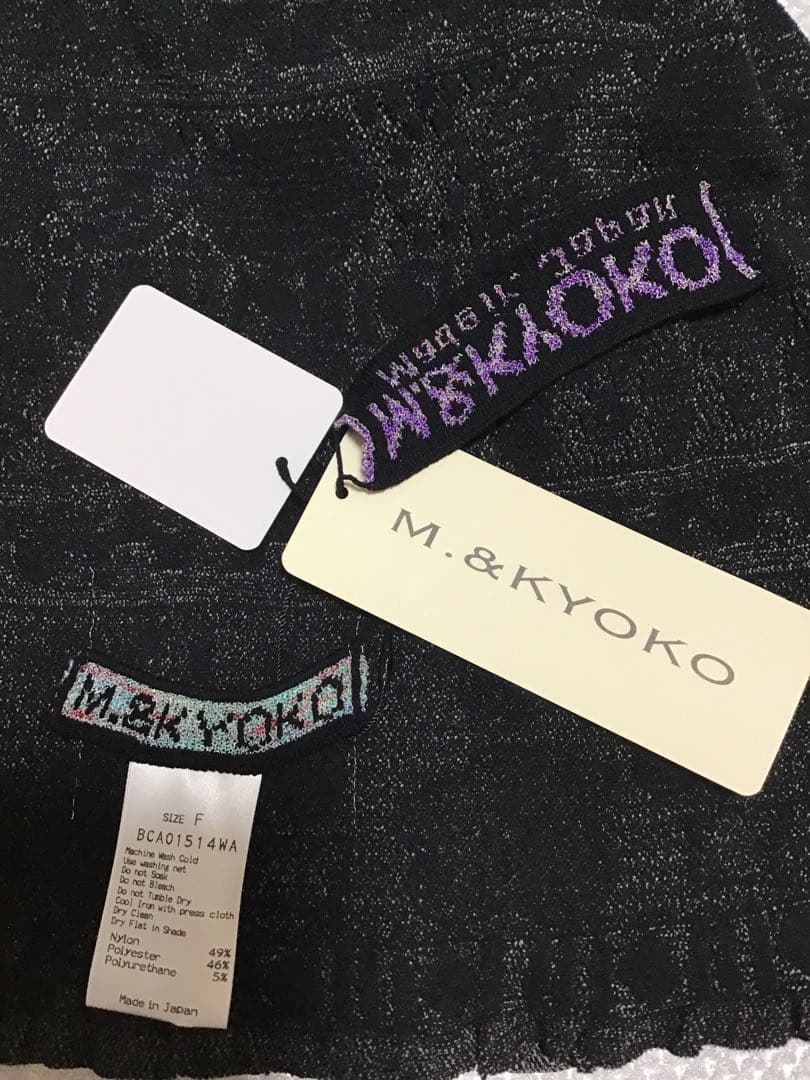 M.&KYOKO
M.&KYOKO
M.&KYOKO
SIZE F
BCA01514WA
Machine Wash Cold
Use washing net
Do not Soak
Do not Bleach
Do not Tumble Dry
Cool Iron with press cloth
Dry Clean
Dry Flat in Shade
Nylon 49%
Polyester 46%
Polyurethane 5%
Made in Japan